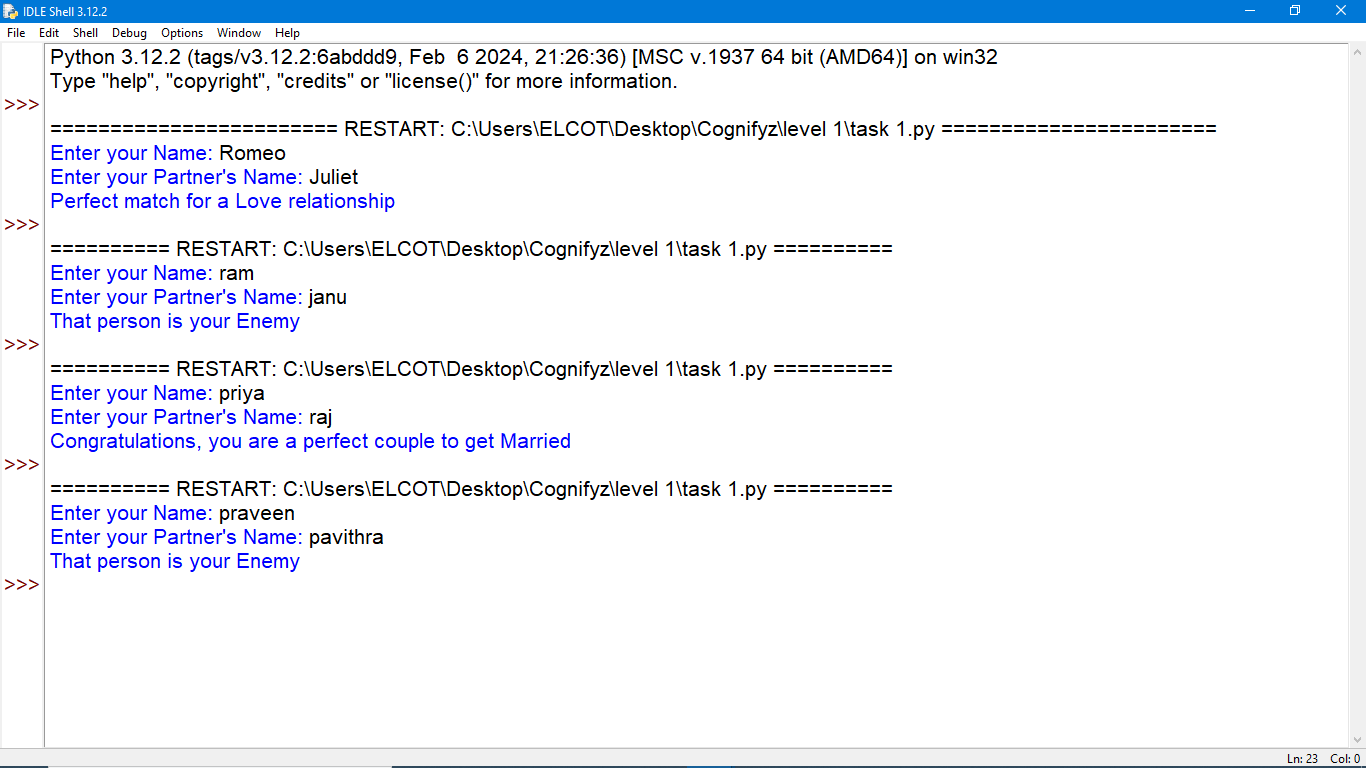 IDLE Shell 3.12.2
File Edit Shell Debug Options Window Help
Python 3.12.2 (tags/v3.12.2:6abddd9, Feb  6 2024, 21:26:36) [MSC v.1937 64 bit (AMD64)] on win32
Type "help", "copyright", "credits" or "license()" for more information.
>>>
======================== RESTART: C:\Users\ELCOT\Desktop\Cognifyz\level 1\task 1.py =======================
Enter your Name: Romeo
Enter your Partner's Name: Juliet
Perfect match for a Love relationship
>>>
========== RESTART: C:\Users\ELCOT\Desktop\Cognifyz\level 1\task 1.py ==========
Enter your Name: ram
Enter your Partner's Name: janu
That person is your Enemy
>>>
========== RESTART: C:\Users\ELCOT\Desktop\Cognifyz\level 1\task 1.py ==========
Enter your Name: priya
Enter your Partner's Name: raj
Congratulations, you are a perfect couple to get Married
>>>
========== RESTART: C:\Users\ELCOT\Desktop\Cognifyz\level 1\task 1.py ==========
Enter your Name: praveen
Enter your Partner's Name: pavithra
That person is your Enemy
>>>
Ln: 23 Col: 0